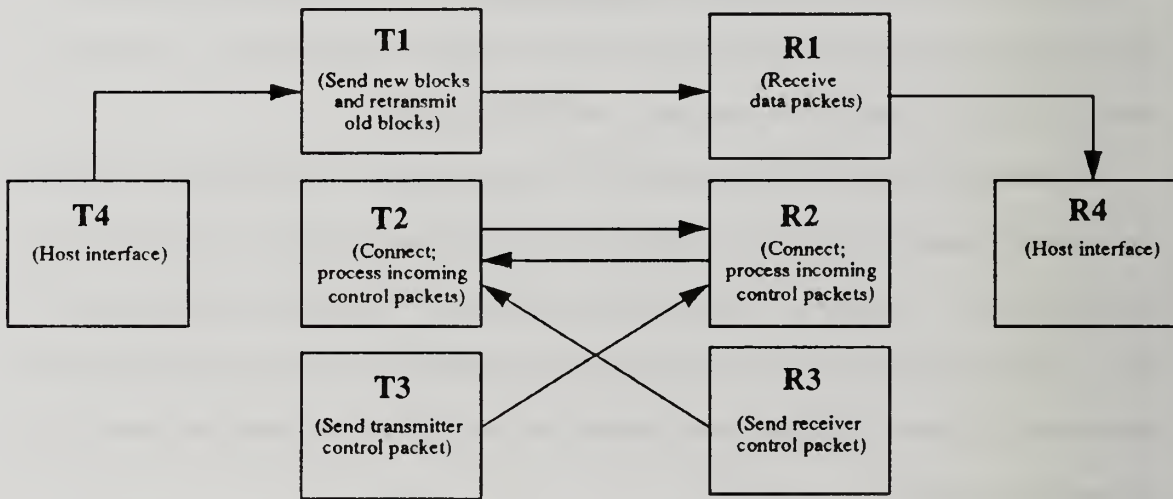 T1
(Send new blocks
and retransmit
old blocks)
R1
(Receive
data packets)
T4
(Host interface)
T2
(Connect;
process incoming
control packets)
R2
(Connect;
process incoming
control packets)
R4
(Host interface)
T3
(Send transmitter
control packet)
R3
(Send receiver
control packet)